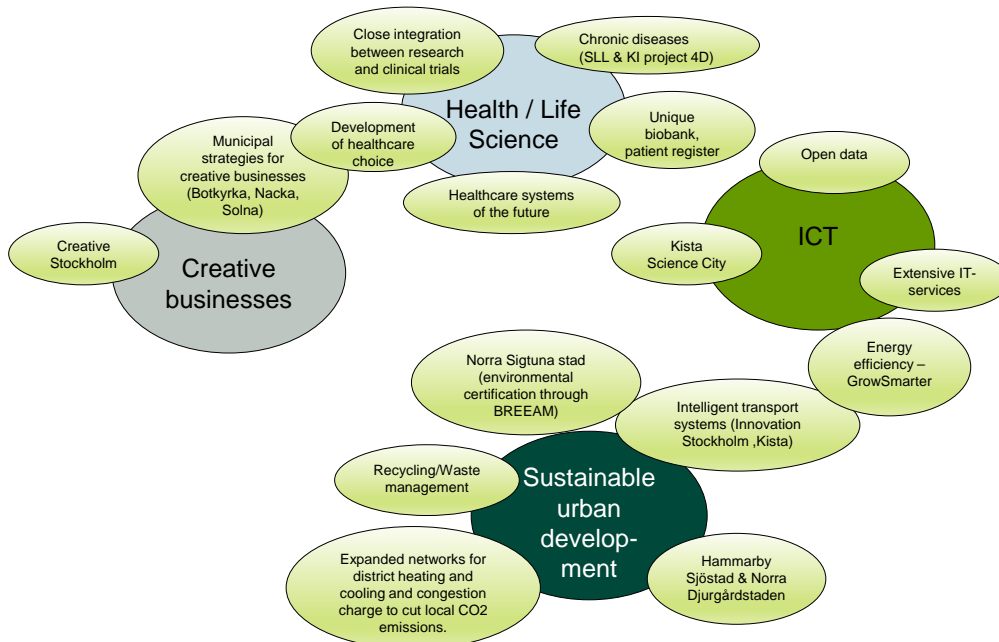 Close integration
between research
and clinical trials
Chronic diseases
(SLL & KI project 4D)
Health / Life
Science
Development
of healthcare
choice
Unique
biobank,
patient register
Healthcare systems
of the future
Municipal
strategies for
creative businesses
(Botkyrka, Nacka,
Solna)
Creative
Stockholm
Creative
businesses
Open data
ICT
Kista
Science City
Extensive IT-
services
Energy
efficiency –
GrowSmarter
Norra Sigtuna stad
(environmental
certification through
BREEAM)
Intelligent transport
systems (Innovation
Stockholm ,Kista)
Recycling/Waste
management
Sustainable
urban
develop-
ment
Expanded networks for
district heating and
cooling and congestion
charge to cut local CO2
emissions.
Hammarby
Sjöstad & Norra
Djurgårdstaden